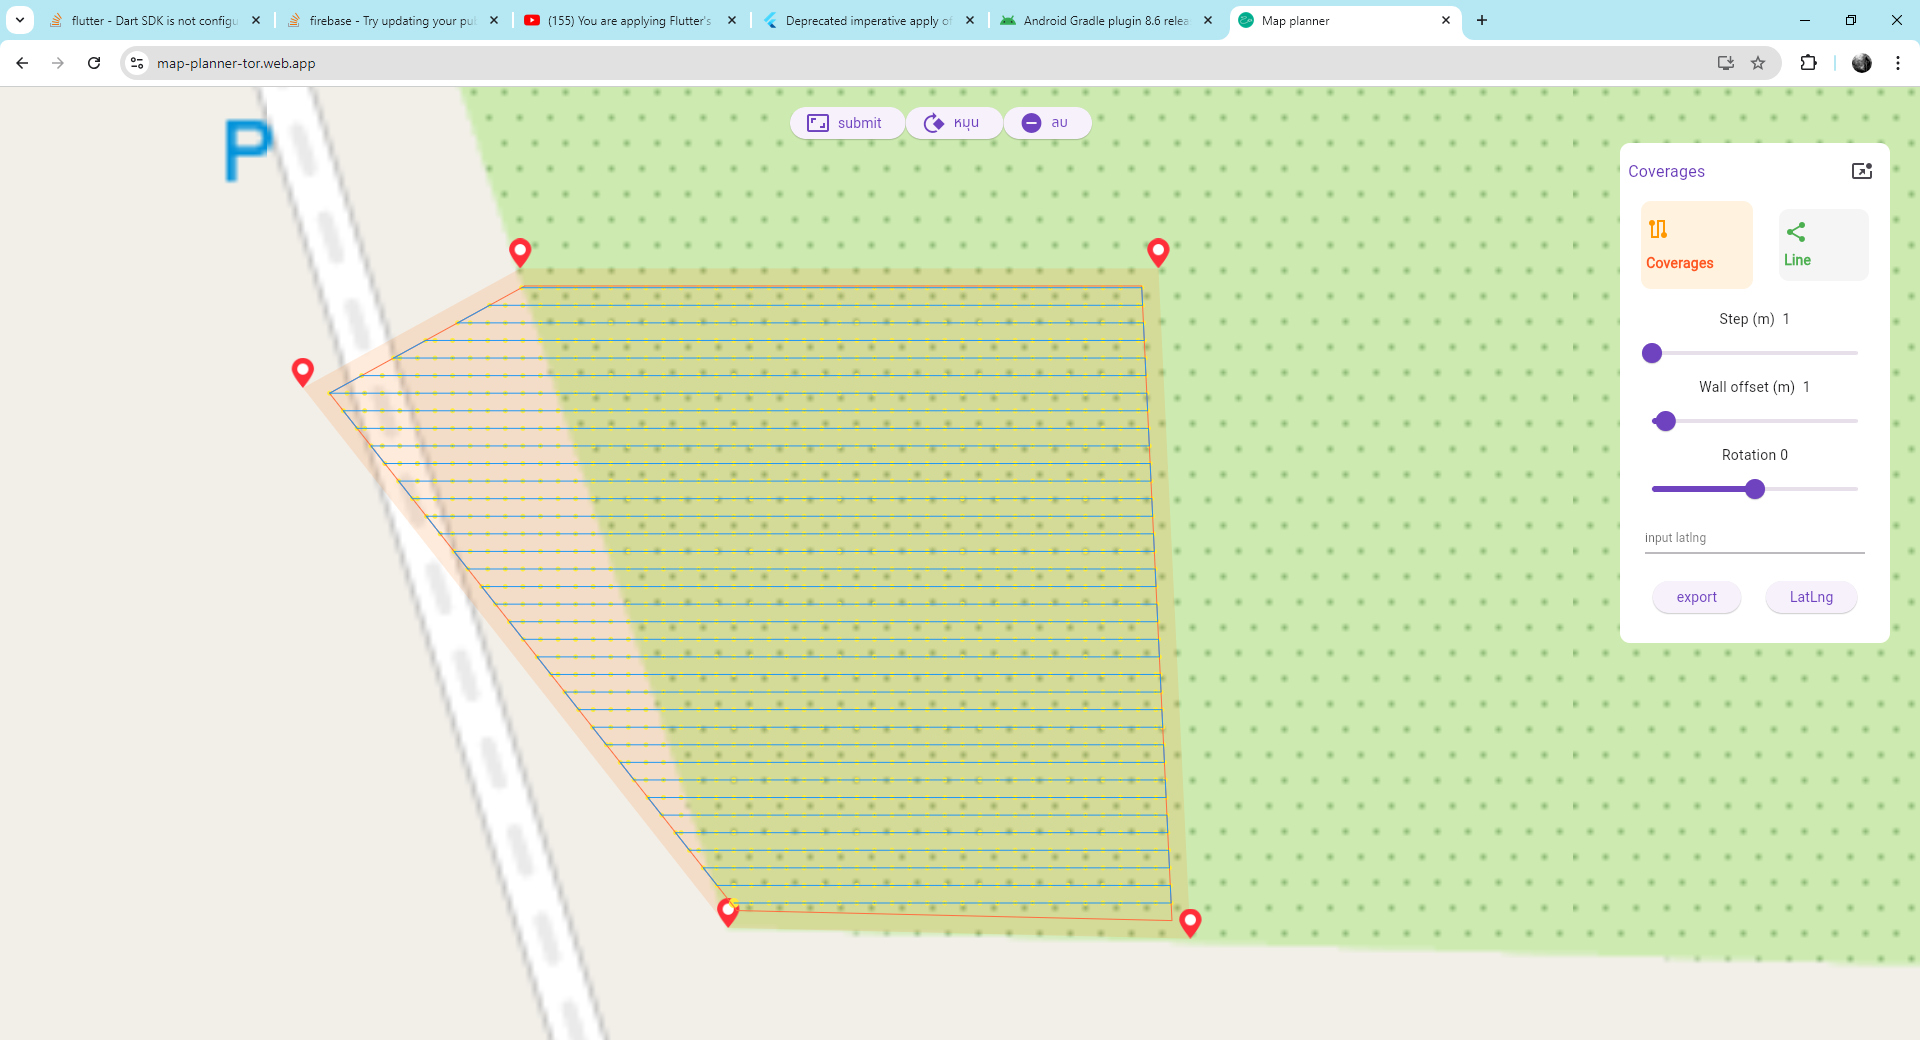 flutter - Dart SDK is not configu
firebase - Try updating your pu
(155) You are applying Flutter's
Deprecated imperative apply of
Android Gradle plugin 8.6 relea
Map planner
map-planner-tor.web.app
P
submit
หมุน
ลบ
Coverages
Coverages
Line
Step (m) 1
Wall offset (m) 1
Rotation 0
input latlng
export
LatLng